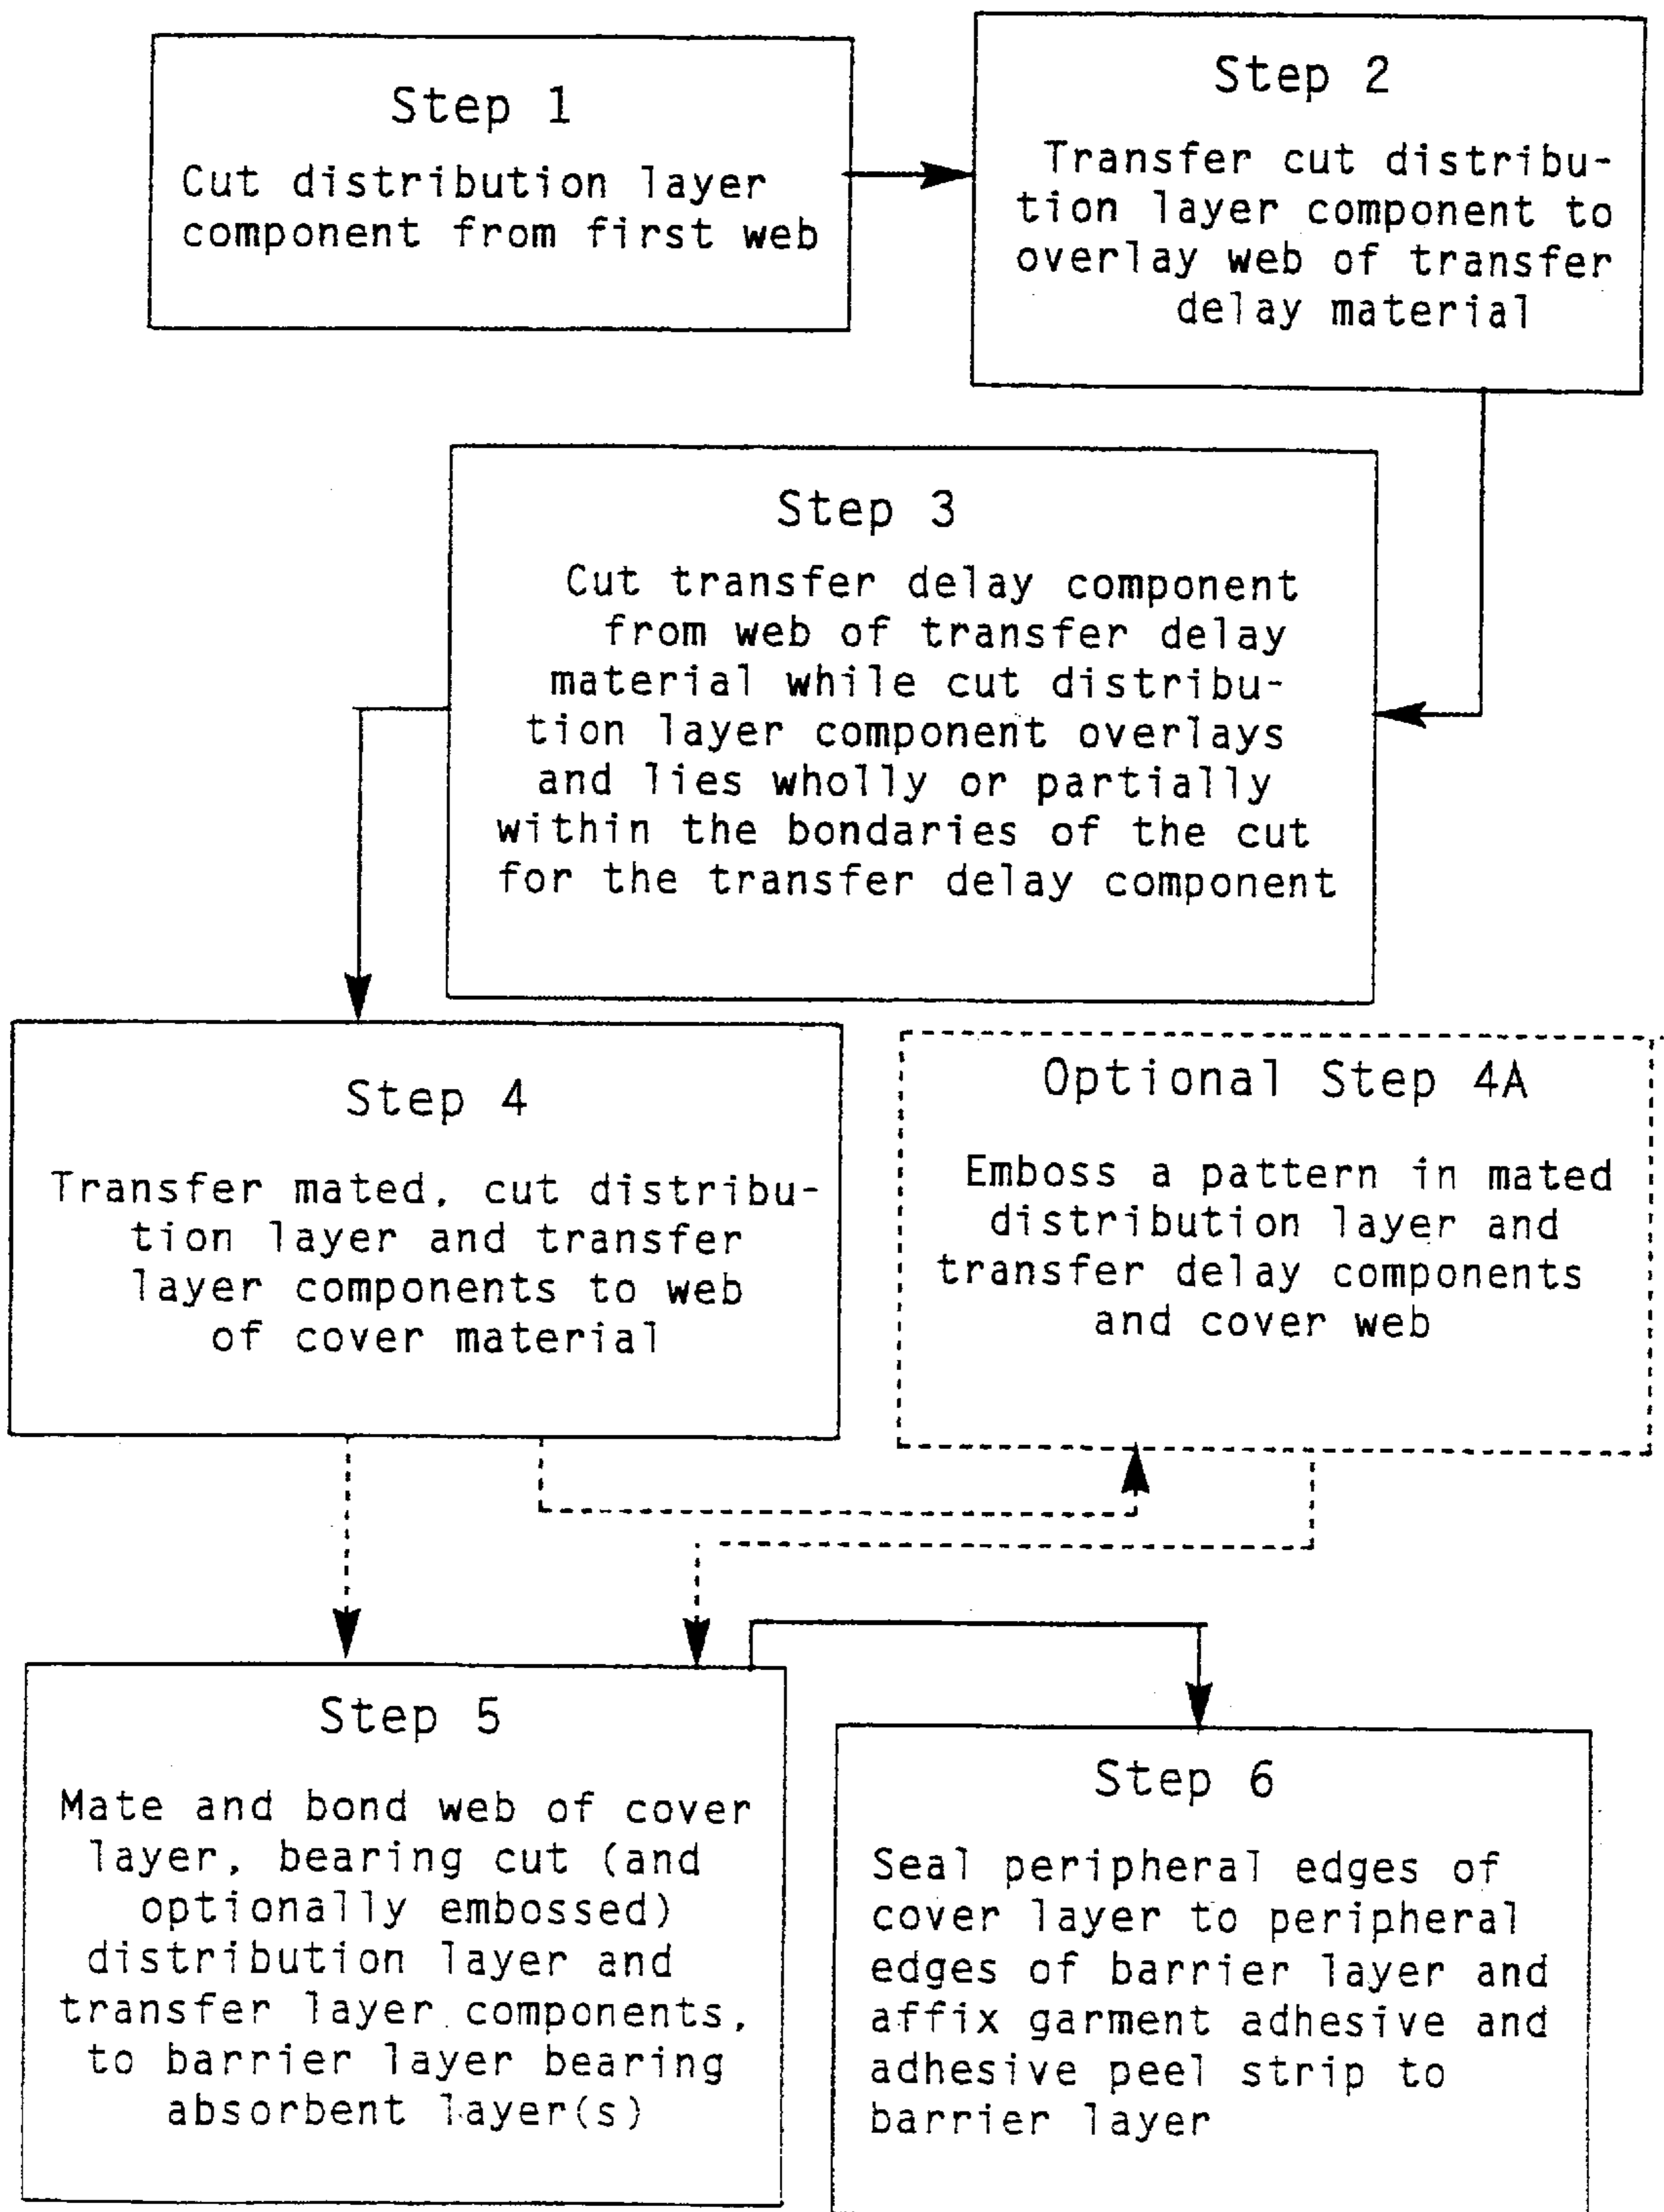 Step 1
Cut distribution layer
component from first web
Step 2
Transfer cut distribu-
tion layer component to
overlay web of transfer
delay material
Step 3
Cut transfer delay component
from web of transfer delay
material while cut distribu-
tion layer component overlays
and lies wholly or partially
within the bondaries of the cut
for the transfer delay component
Step 4
Transfer mated, cut distribu-
tion layer and transfer
layer components to web
of cover material
Optional Step 4A
Emboss a pattern in mated
distribution layer and
transfer delay components
and cover web
Step 5
Mate and bond web of cover
layer, bearing cut (and
optionally embossed)
distribution layer and
transfer layer components,
to barrier layer bearing
absorbent layer(s)
Step 6
Seal peripheral edges of
cover layer to peripheral
edges of barrier layer and
affix garment adhesive and
adhesive peel strip to
barrier layer